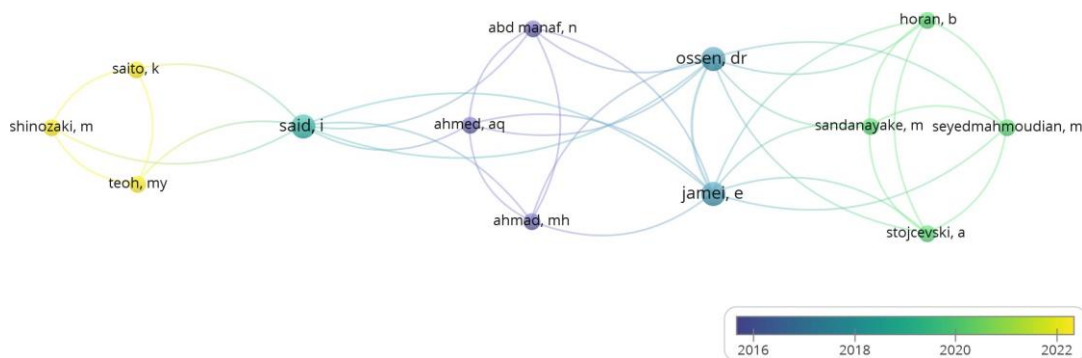 horan, b
abd manaf, n
ossen, dr
saito, k
shinozaki, m
said, i
ahmed, aq
sandanayake, m
seyedmahmoudian, m
teoh, my
jamei, e
ahmad, mh
stojcevski, a
2016
2018
2020
2022